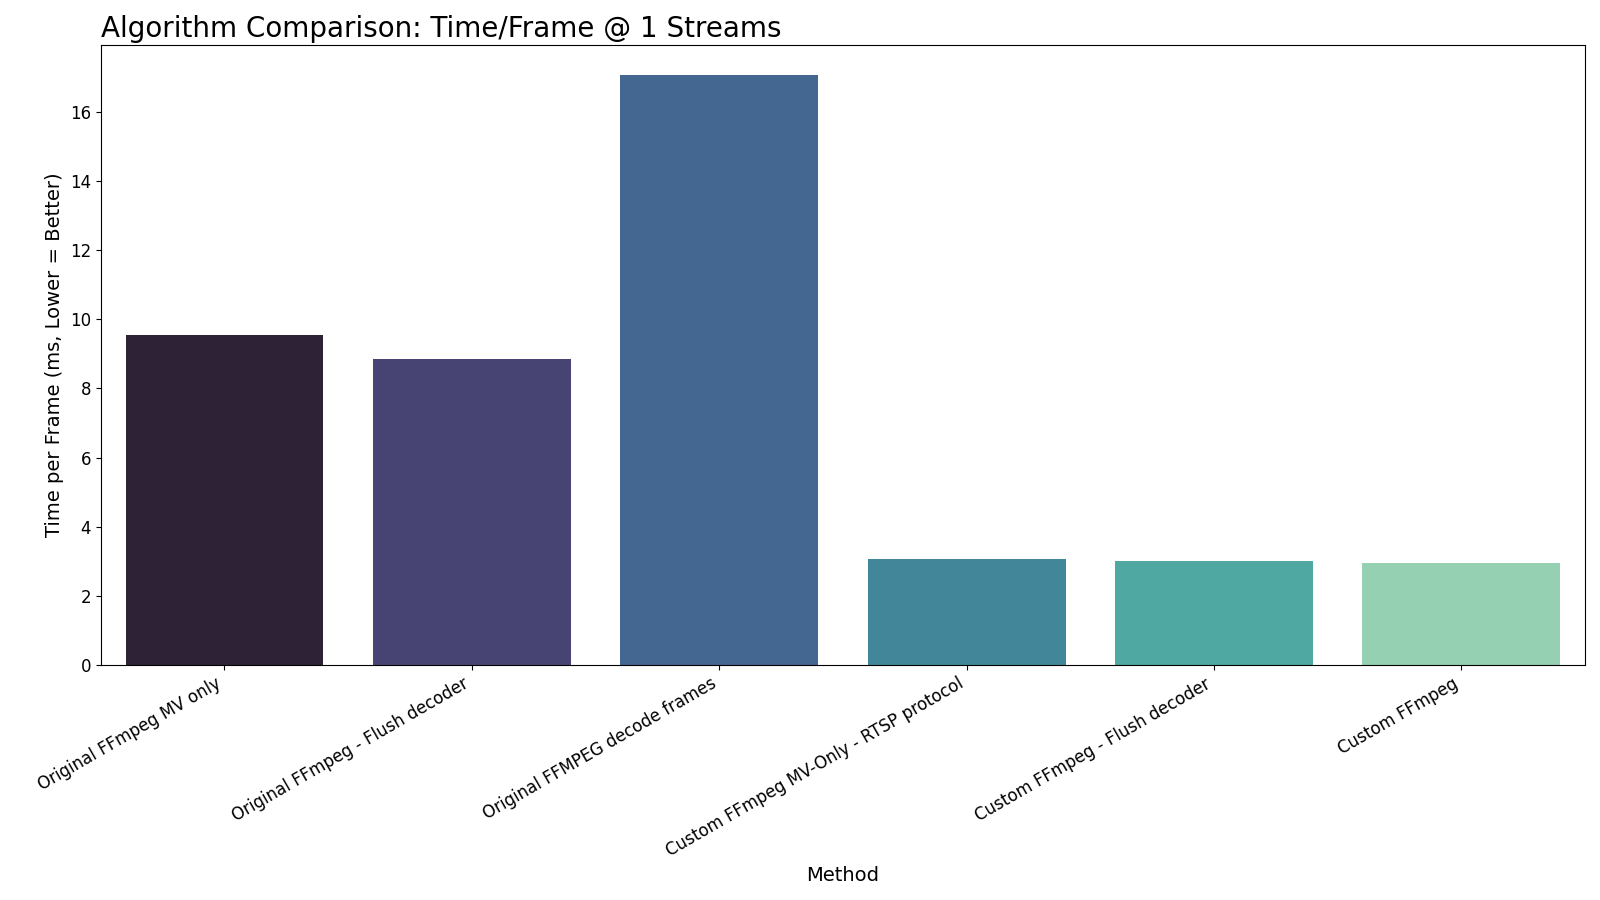 Algorithm Comparison: Time/Frame @ 1 Streams
Time per Frame (ms, Lower = Better)
16
14
12
10
8
6
4
2
0
Original FFmpeg MV only
Original FFmpeg - Flush decoder
Original FFMPEG decode frames
Custom FFmpeg MV-Only - RTSP protocol
Custom FFmpeg - Flush decoder
Custom FFmpeg
Method